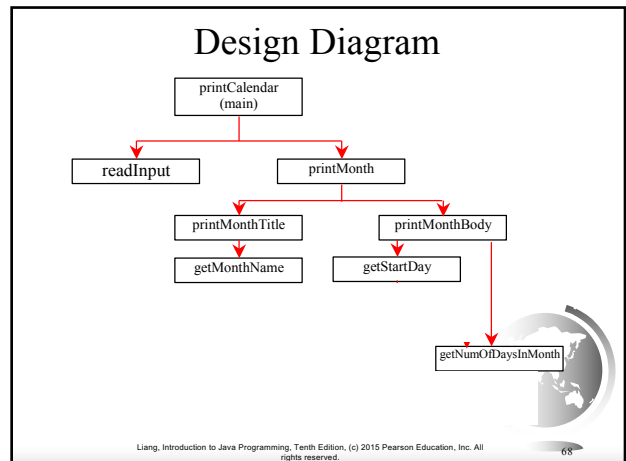 Design Diagram
printCalendar
(main)
readInput
printMonth
printMonthTitle
printMonthBody
getMonthName
getStartDay
getNumOfDaysInMonth
Liang, Introduction to Java Programming, Tenth Edition, (c) 2015 Pearson Education, Inc. All
rights reserved.
68